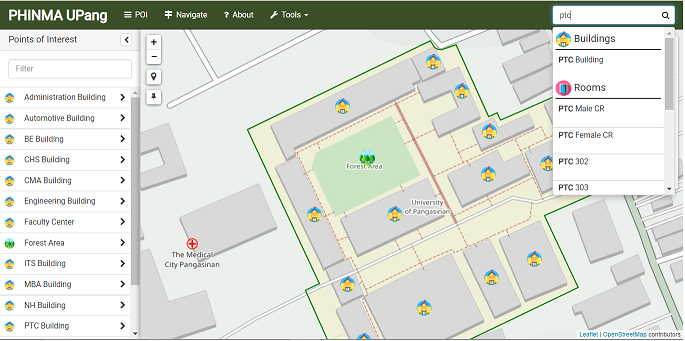 PHINMA UPang
POI
Navigate
? About
Tools
ptc
Points of Interest
Filter
Administration Building
Automotive Building
BE Building
CHS Building
CMA Building
Engineering Building
Faculty Center
Forest Area
ITS Building
MBA Building
NH Building
PTC Building
+
-
Forest Area
University
of Pangasinan
The Medical
City Pangasinan
Buildings
PTC Building
Rooms
PTC Male CR
PTC Female CR
PTC 302
PTC 303
Leaflet | OpenStreetMap contributors